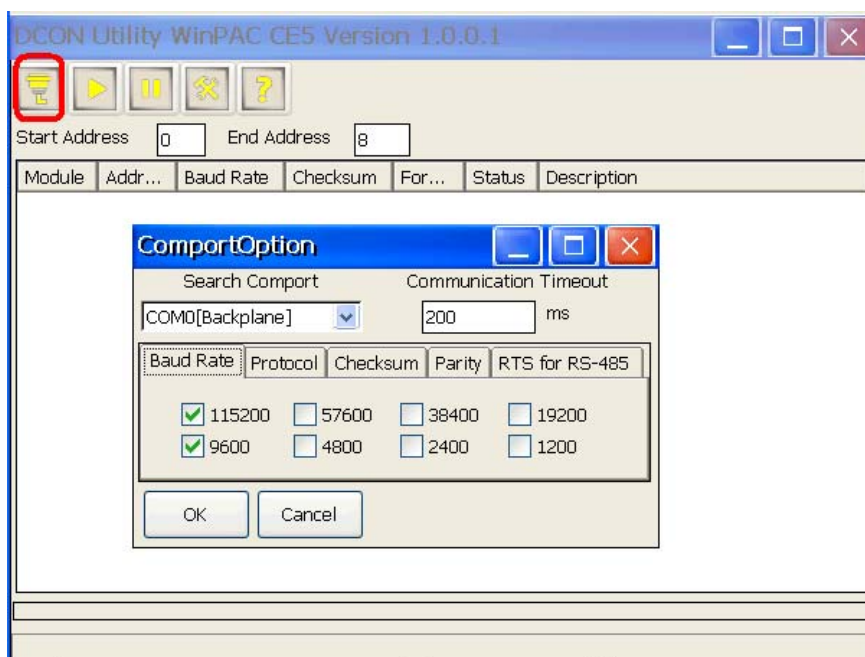 DCON Utility WinPAC CE5 Version 1.0.0.1
Start Address 0 End Address 8
Module Addr... Baud Rate Checksum For... Status Description
ComportOption
Search Comport Communication Timeout
COM0[Backplane] 200 ms
Baud Rate Protocol Checksum Parity RTS for RS-485
115200 57600 38400 19200
9600 4800 2400 1200
OK Cancel